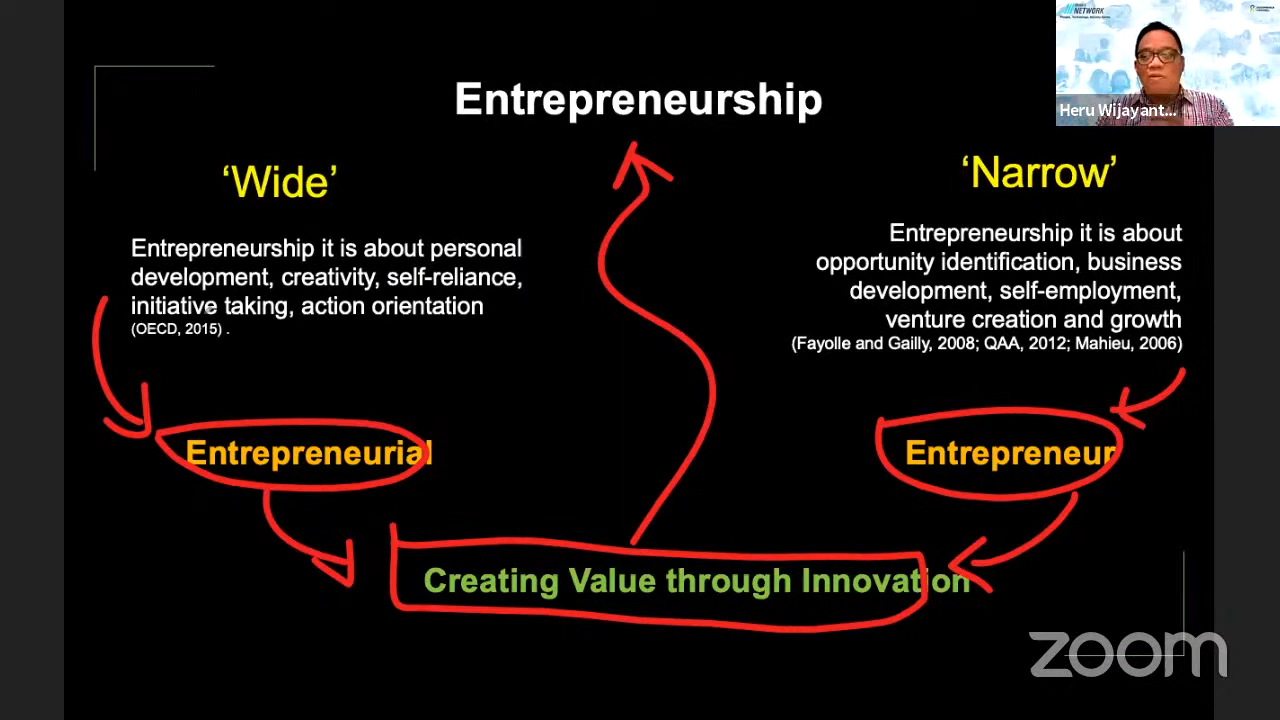 NETWORK
Heru Wijayant...
Entrepreneurship
‘Wide’
‘Narrow’
Entrepreneurship it is about personal
development, creativity, self-reliance,
initiative taking, action orientation
(OECD, 2015) .
Entrepreneurship it is about
opportunity identification, business
development, self-employment,
venture creation and growth
(Fayolle and Gailly, 2008; QAA, 2012; Mahieu, 2006)
Entrepreneurial
Entrepreneur
Creating Value through Innovation
zoom